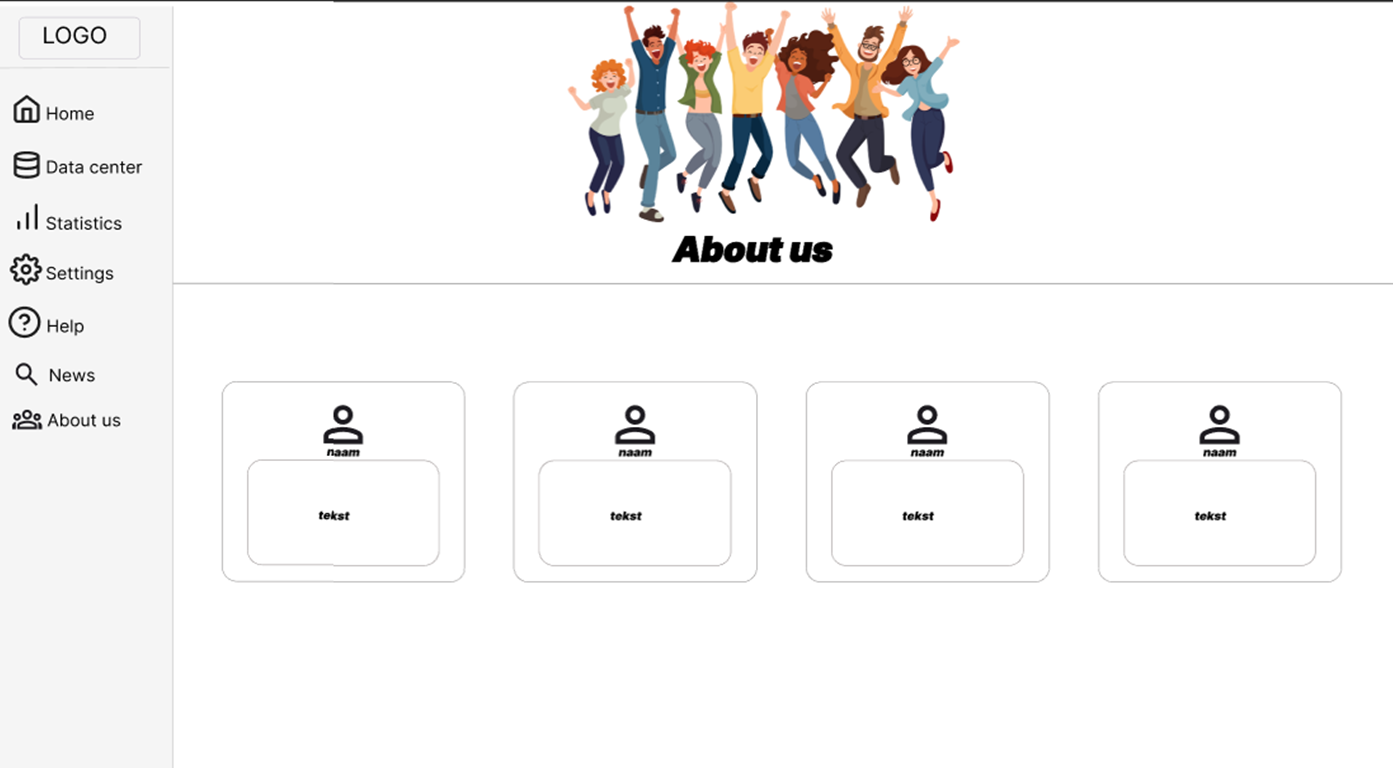 LOGO
Home
Data center
Statistics
Settings
Help
News
About us
About us
naam
tekst
naam
tekst
naam
tekst
naam
tekst